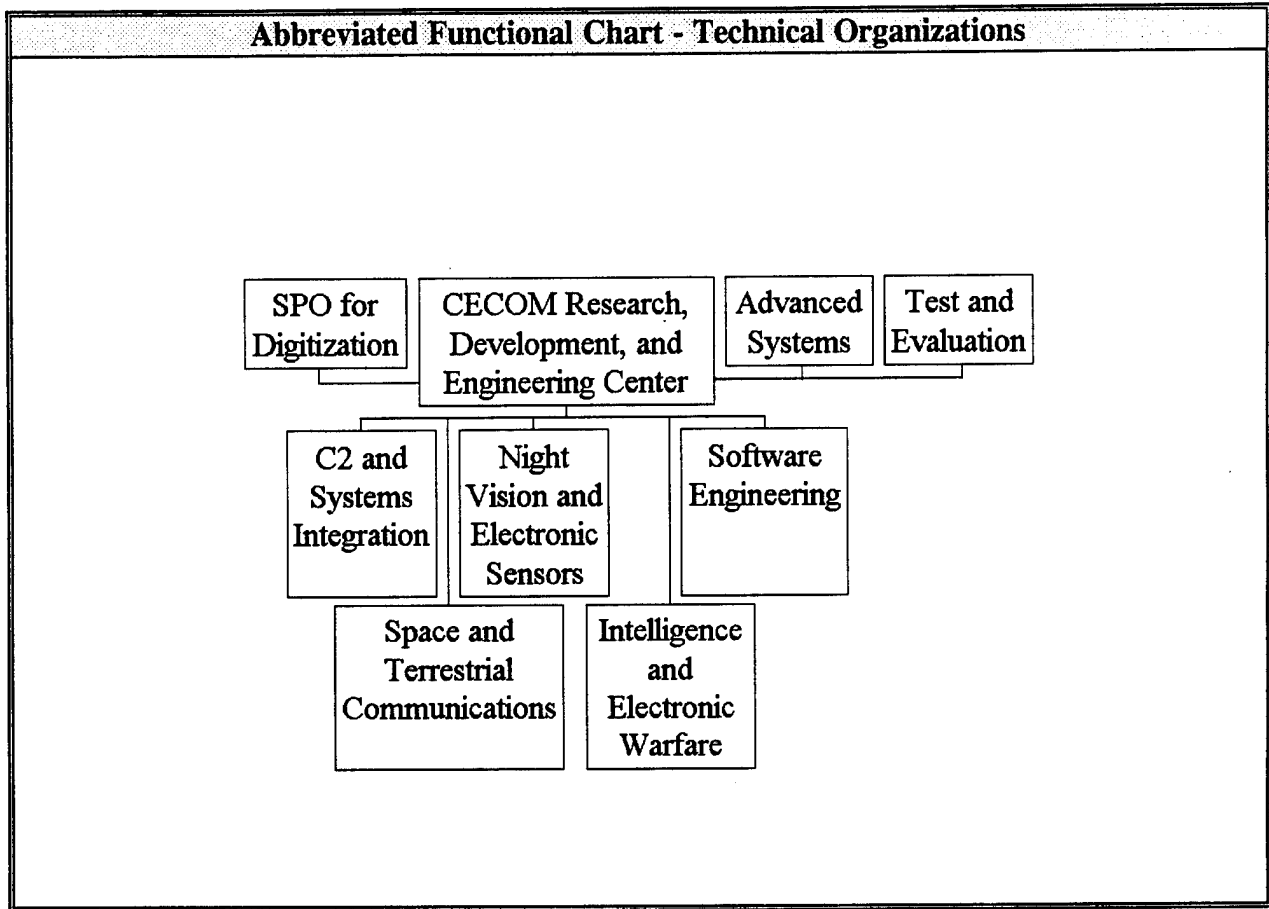 Abbreviated Functional Chart - Technical Organizations
SPO for
Digitization
CECOM Research,
Development, and
Engineering Center
Advanced
Systems
Test and
Evaluation
C2 and
Systems
Integration
Night
Vision and
Electronic
Sensors
Software
Engineering
Space and
Terrestrial
Communications
Intelligence
and
Electronic
Warfare